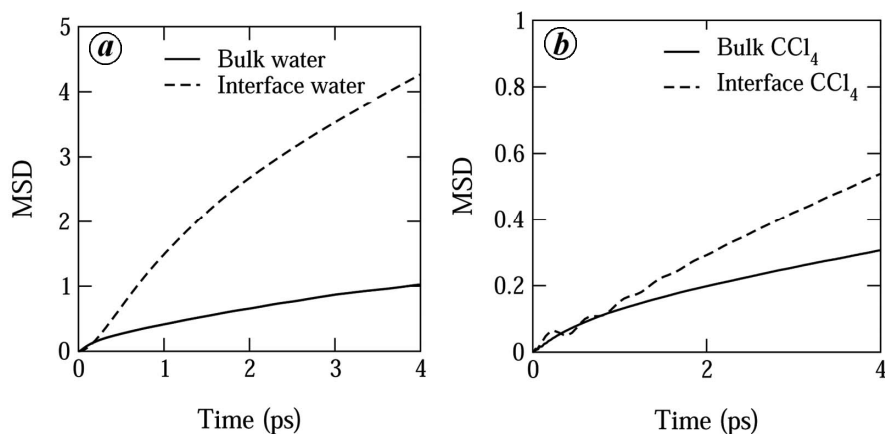 a
Bulk water
Interface water
5
4
3
2
1
0
MSD
0 1 2 3 4
Time (ps)
b
Bulk CCl4
Interface CCl4
1
0.8
0.6
0.4
0.2
0
MSD
0 2 4
Time (ps)